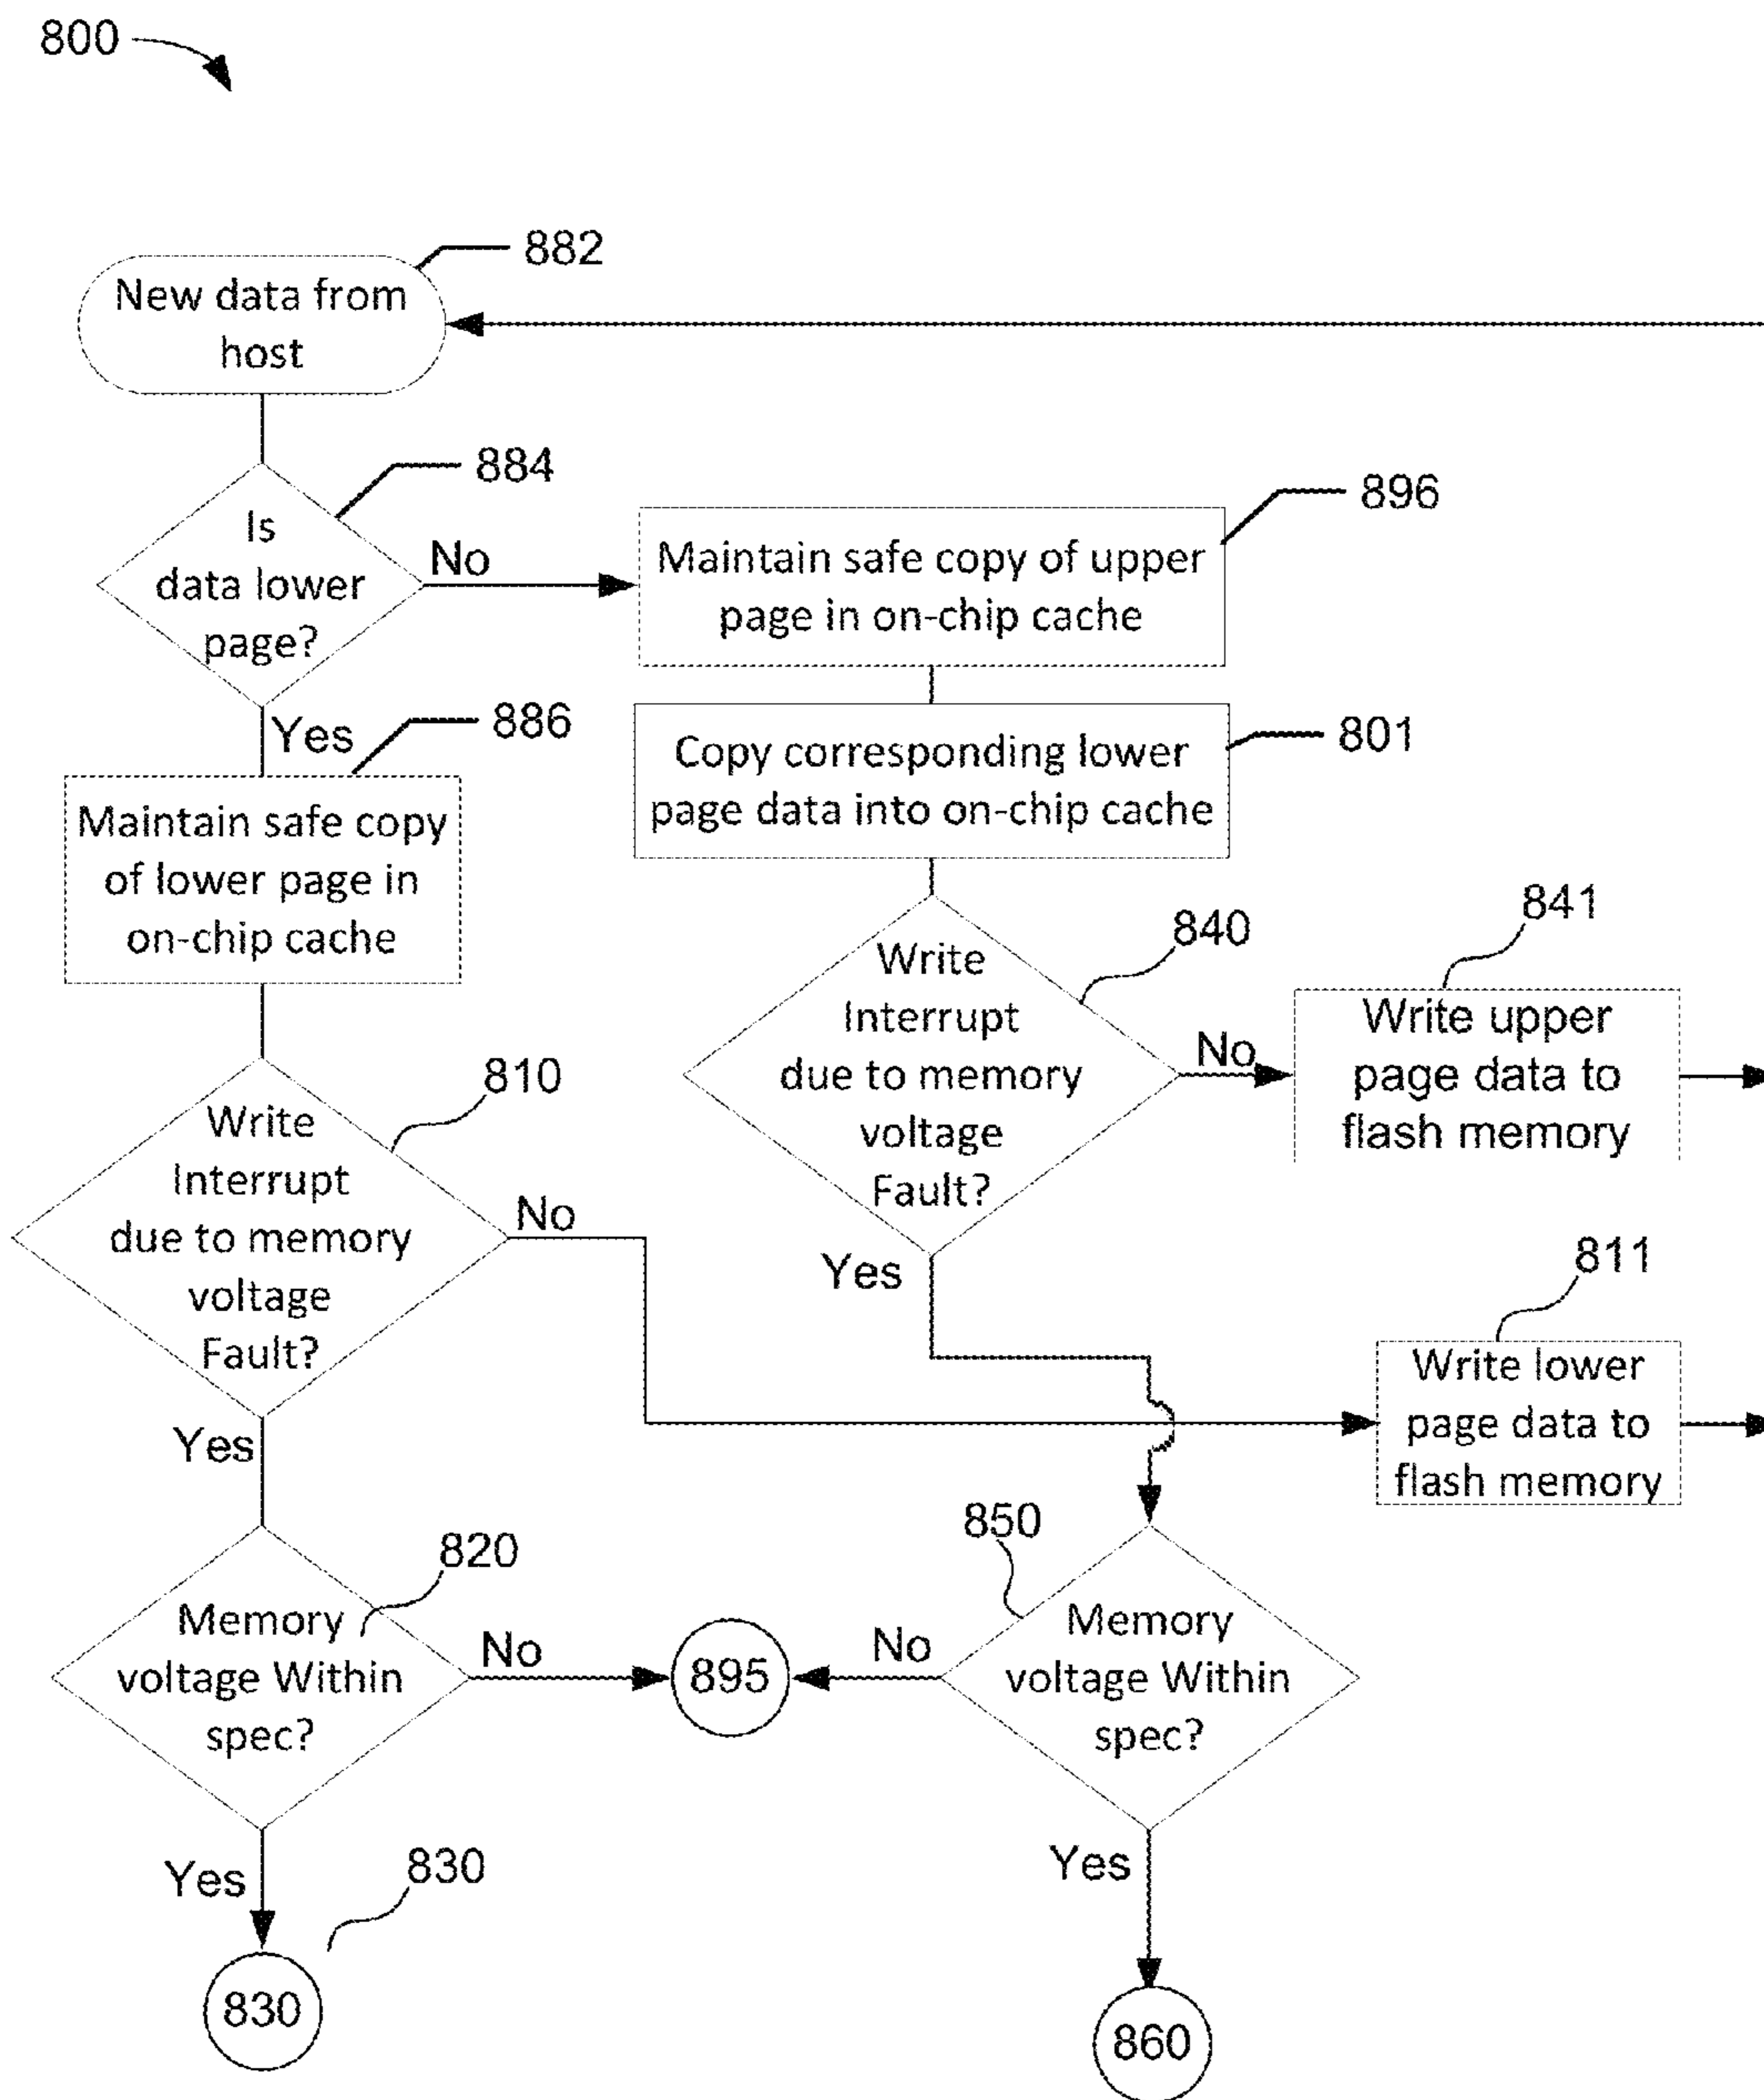 800
882
New data from
host
884
Is
data lower
page?
No
896
Maintain safe copy of upper
page in on-chip cache
Yes
886
Maintain safe copy
of lower page in
on-chip cache
801
Copy corresponding lower
page data into on-chip cache
840
Write
Interrupt
due to memory
voltage
Fault?
No
841
Write upper
page data to
flash memory
810
Write
Interrupt
due to memory
voltage
Fault?
No
Yes
811
Write lower
page data to
flash memory
Yes
820
Memory
voltage Within
spec?
No
895
No
850
Memory
voltage Within
spec?
Yes
830
830
Yes
860